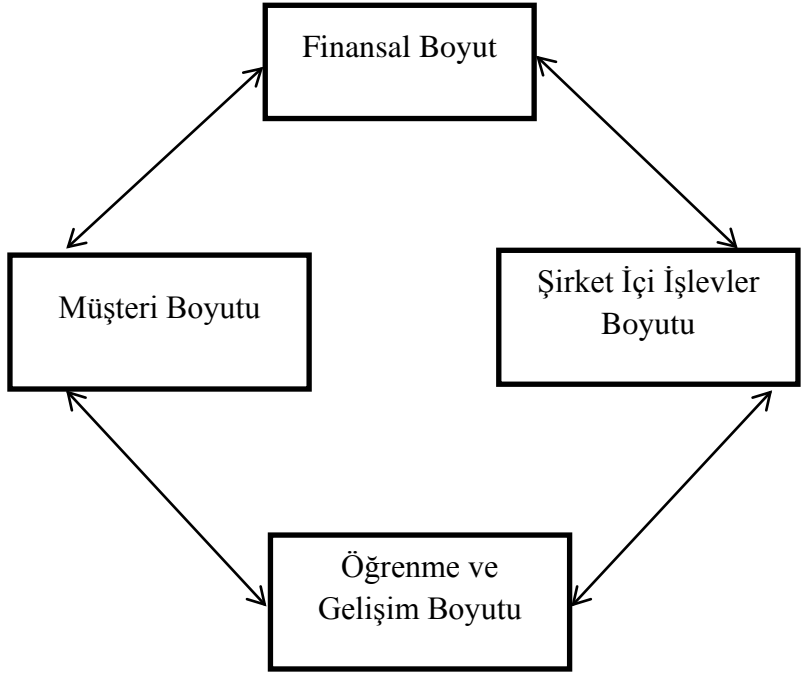 Finansal Boyut
Müşteri Boyutu
Şirket İçi İşlevler
Boyutu
Öğrenme ve
Gelişim Boyutu